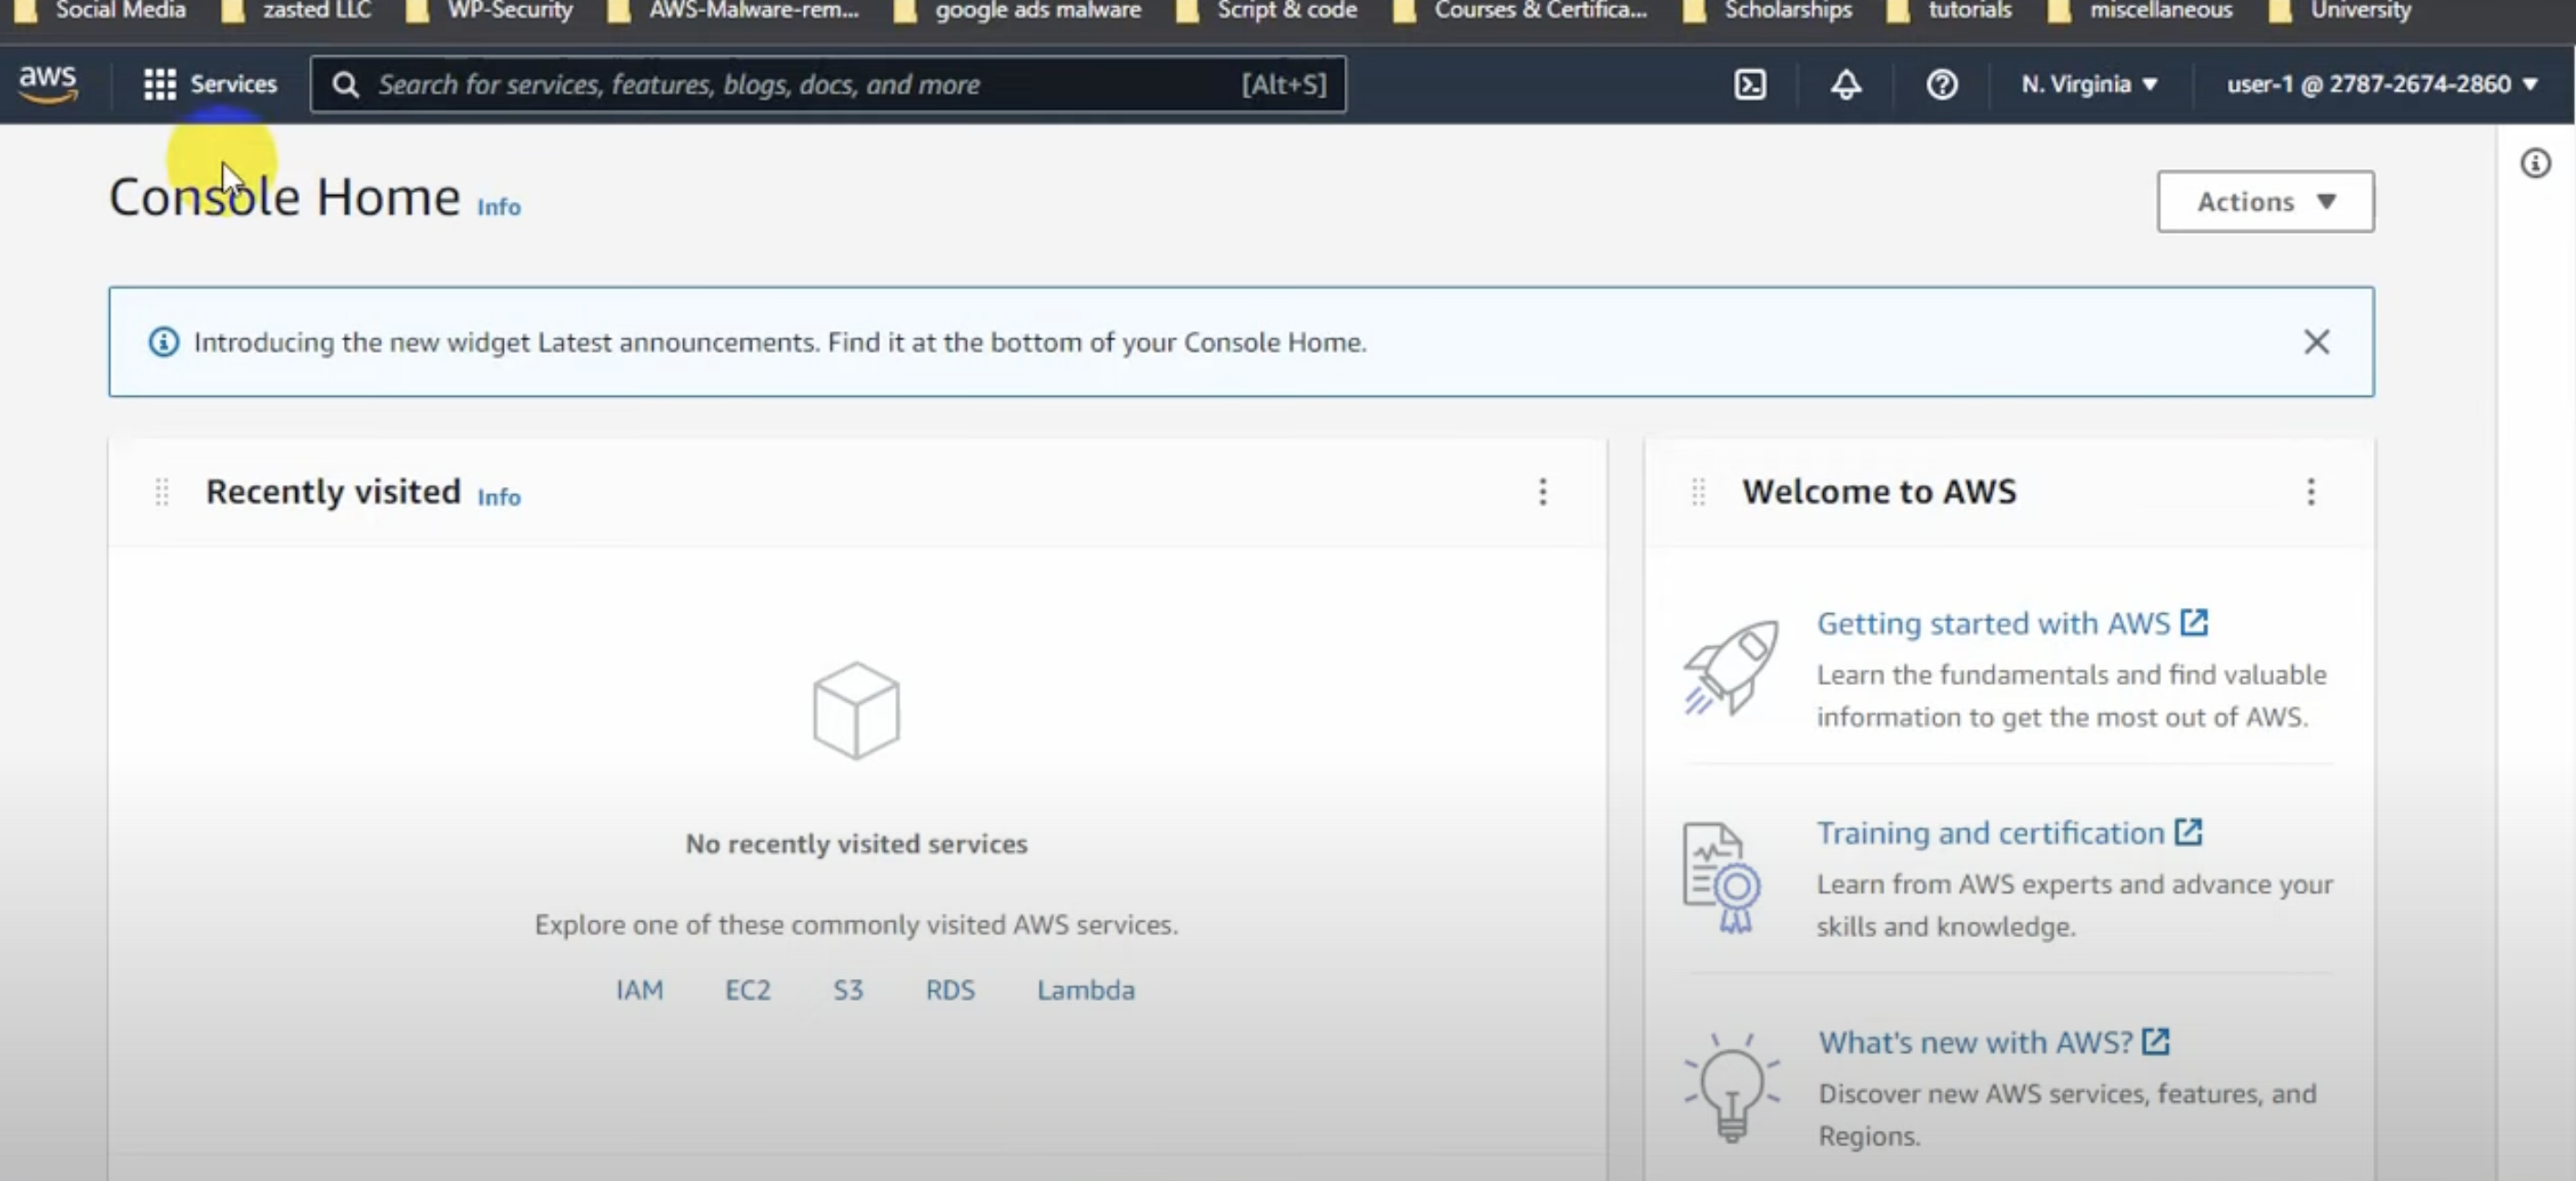 Social Media zasted LLC WP-Security AWS-Malware-rem... google ads malware Script & code Courses & Certifica... Scholarships tutorials miscellaneous University
aws Services Search for services, features, blogs, docs, and more [Alt+S] N. Virginia ▼ user-1 @ 2787-2674-2860 ▼
Console Home Info
Actions ▼
Introducing the new widget Latest announcements. Find it at the bottom of your Console Home.
Recently visited Info
No recently visited services
Explore one of these commonly visited AWS services.
IAM EC2 S3 RDS Lambda
Welcome to AWS
Getting started with AWS
Learn the fundamentals and find valuable
information to get the most out of AWS.
Training and certification
Learn from AWS experts and advance your
skills and knowledge.
What's new with AWS?
Discover new AWS services, features, and
Regions.